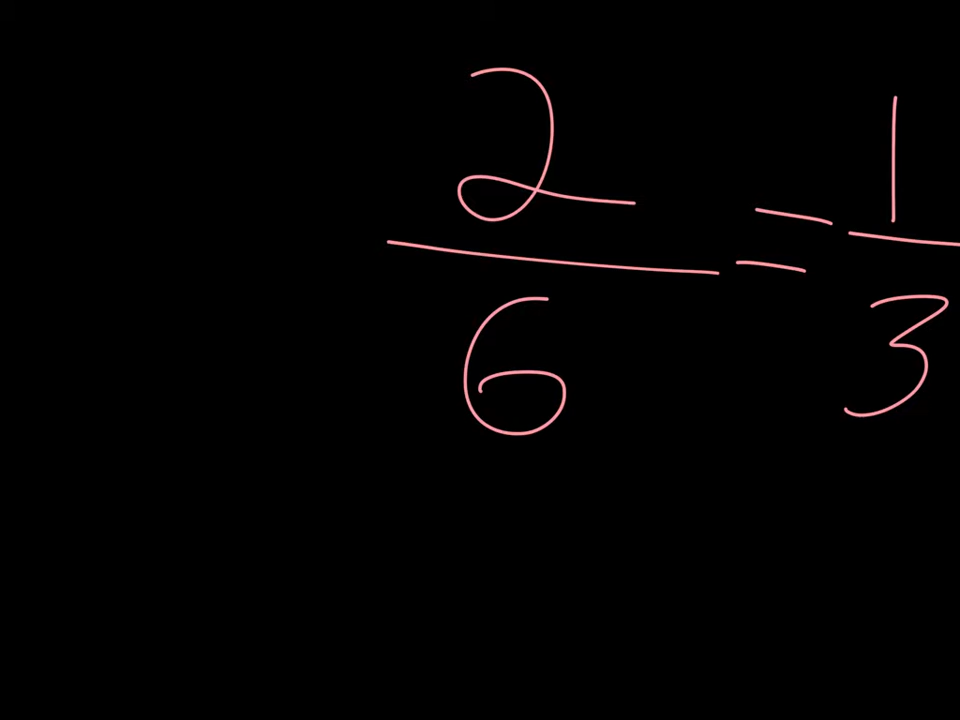 2/6 = 1/3